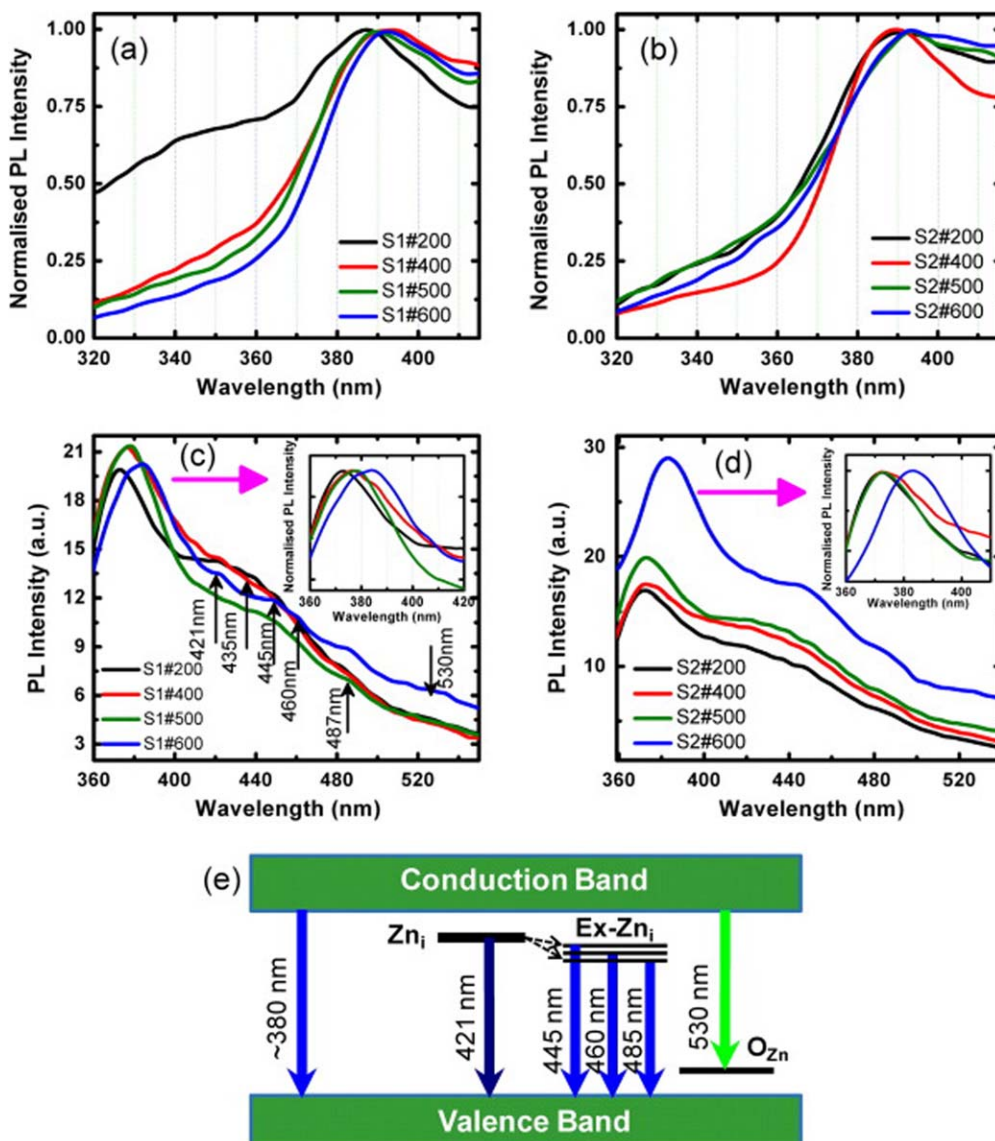 (a)
Normalised PL Intensity
1.00
0.75
0.50
0.25
0.00
S1#200
S1#400
S1#500
S1#600
320 340 360 380 400
Wavelength (nm)
(b)
Normalised PL Intensity
1.00
0.75
0.50
0.25
0.00
S2#200
S2#400
S2#500
S2#600
320 340 360 380 400
Wavelength (nm)
(c)
PL Intensity (a.u.)
21
18
15
12
9
6
3
Normalised PL Intensity
360 380 400 420
421nm
435nm
445nm
460nm
487nm
530nm
S1#200
S1#400
S1#500
S1#600
360 400 440 480 520
Wavelength (nm)
(d)
PL Intensity (a.u.)
30
20
10
Normalised PL Intensity
360 380 400
S2#200
S2#400
S2#500
S2#600
360 400 440 480 520
Wavelength (nm)
(e)
Conduction Band
Zni
Ex-Zni
~380 nm
421 nm
445 nm
460 nm
485 nm
530 nm
OZn
Valence Band